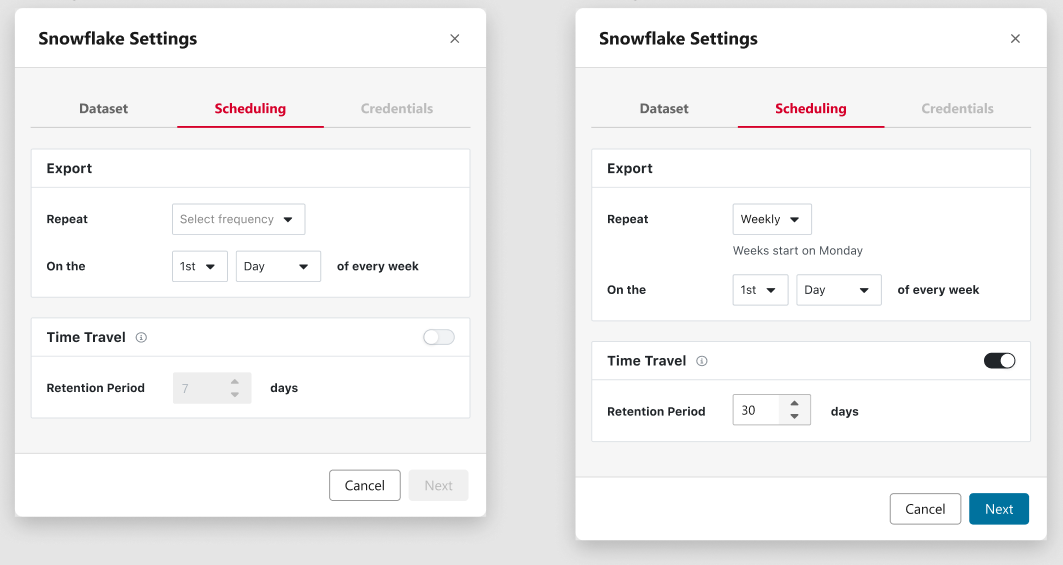 Snowflake Settings
Dataset Scheduling Credentials
Export
Repeat Select frequency
On the 1st Day of every week
Time Travel
Retention Period 7 days
Cancel Next
Snowflake Settings
Dataset Scheduling Credentials
Export
Repeat Weekly
Weeks start on Monday
On the 1st Day of every week
Time Travel
Retention Period 30 days
Cancel Next